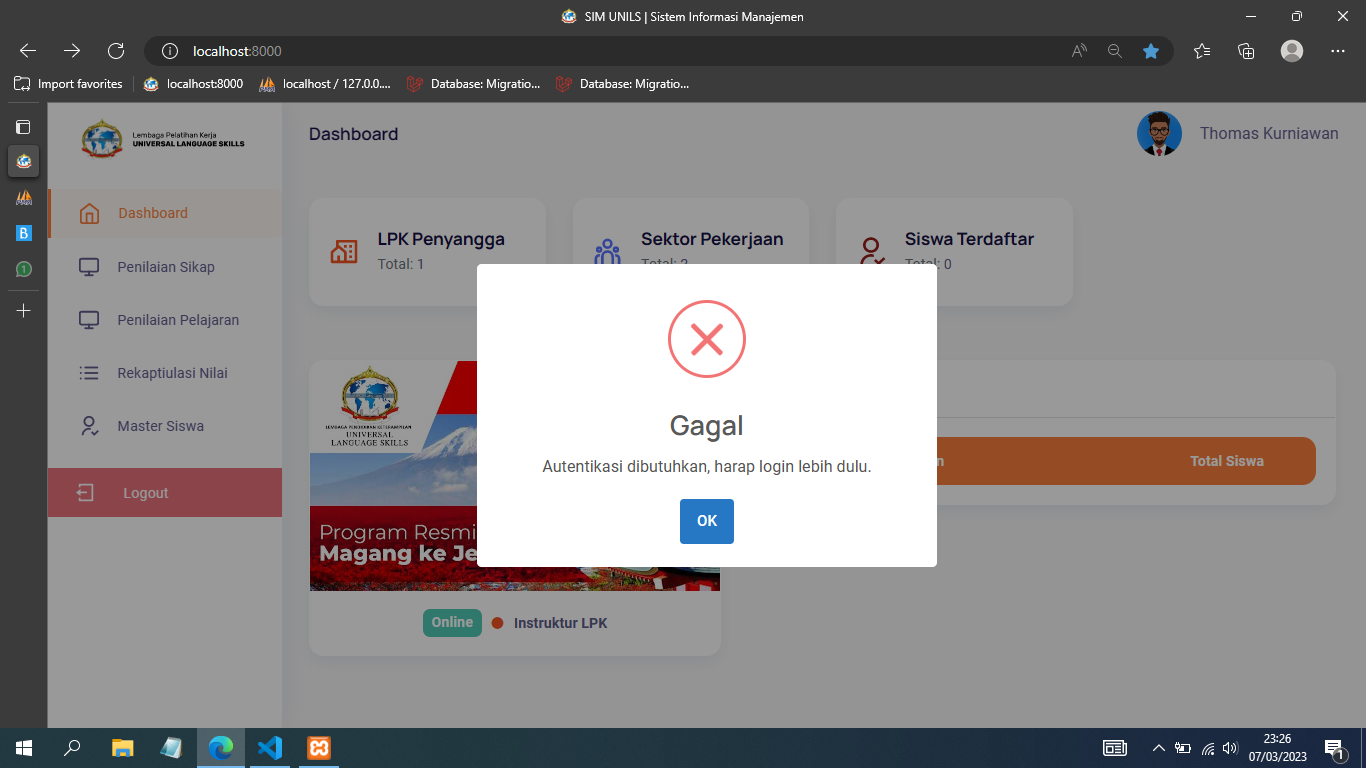 SIM UNILS | Sistem Informasi Manajemen
localhost:8000
Import favorites
localhost:8000
localhost / 127.0.0....
Database: Migratio...
Database: Migratio...
Lembaga Pelatihan Kerja
UNIVERSAL LANGUAGE SKILLS
Dashboard
Thomas Kurniawan
Dashboard
Penilaian Sikap
Penilaian Pelajaran
Rekaptiulasi Nilai
Master Siswa
Logout
LPK Penyangga
Total: 1
Sektor Pekerjaan
Total: 2
Siswa Terdaftar
Total: 0
LEMBAGA PENDIDIKAN KETERAMPILAN
UNIVERSAL
LANGUAGE SKILLS
Program Resmi
Magang ke Je
Online
Instruktur LPK
Total Siswa
Gagal
Autentikasi dibutuhkan, harap login lebih dulu.
OK
23:26
07/03/2023
1